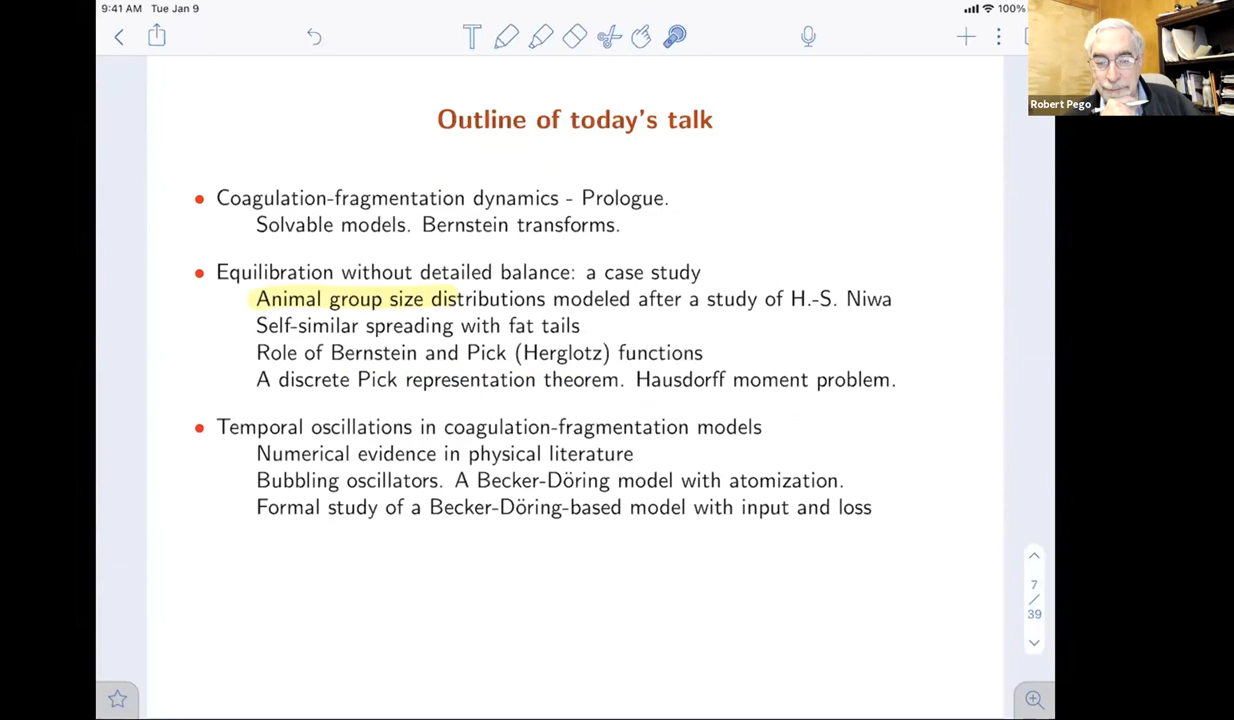 9:41 AM Tue Jan 9
100%
Robert Pego
Outline of today's talk
Coagulation-fragmentation dynamics - Prologue.
Solvable models. Bernstein transforms.
Equilibration without detailed balance: a case study
Animal group size distributions modeled after a study of H.-S. Niwa
Self-similar spreading with fat tails
Role of Bernstein and Pick (Herglotz) functions
A discrete Pick representation theorem. Hausdorff moment problem.
Temporal oscillations in coagulation-fragmentation models
Numerical evidence in physical literature
Bubbling oscillators. A Becker-Döring model with atomization.
Formal study of a Becker-Döring-based model with input and loss
7
/
39